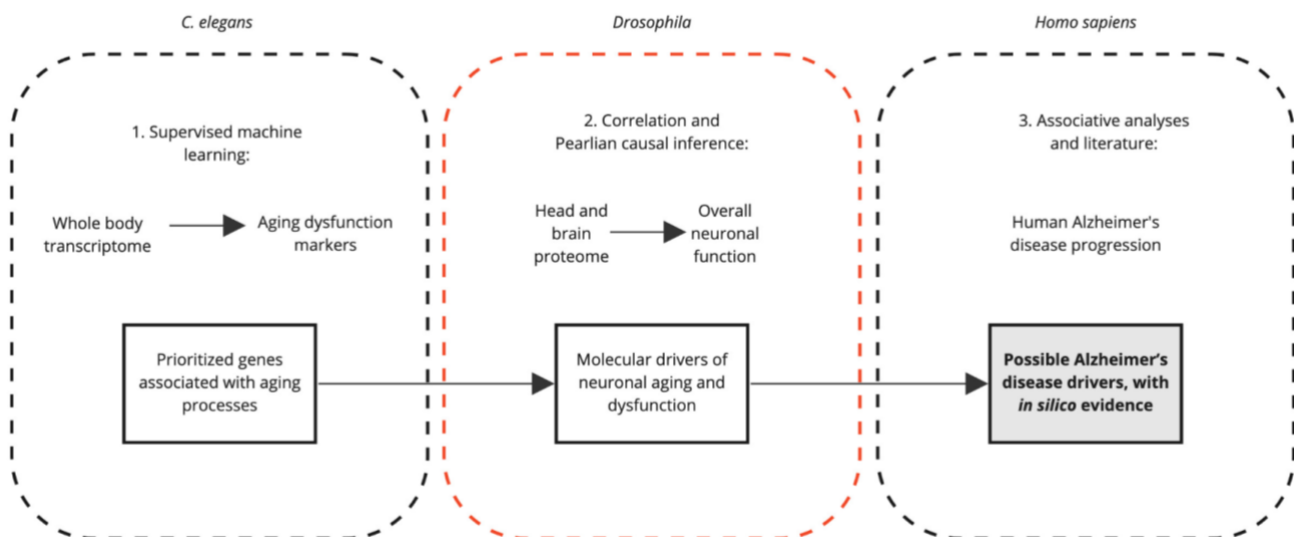 C. elegans
Drosophila
Homo sapiens
1. Supervised machine
learning:
Whole body
transcriptome
Aging dysfunction
markers
Prioritized genes
associated with aging
processes
2. Correlation and
Pearlian causal inference:
Head and
brain
proteome
Overall
neuronal
function
Molecular drivers of
neuronal aging and
dysfunction
3. Associative analyses
and literature:
Human Alzheimer's
disease progression
Possible Alzheimer’s
disease drivers, with
in silico evidence